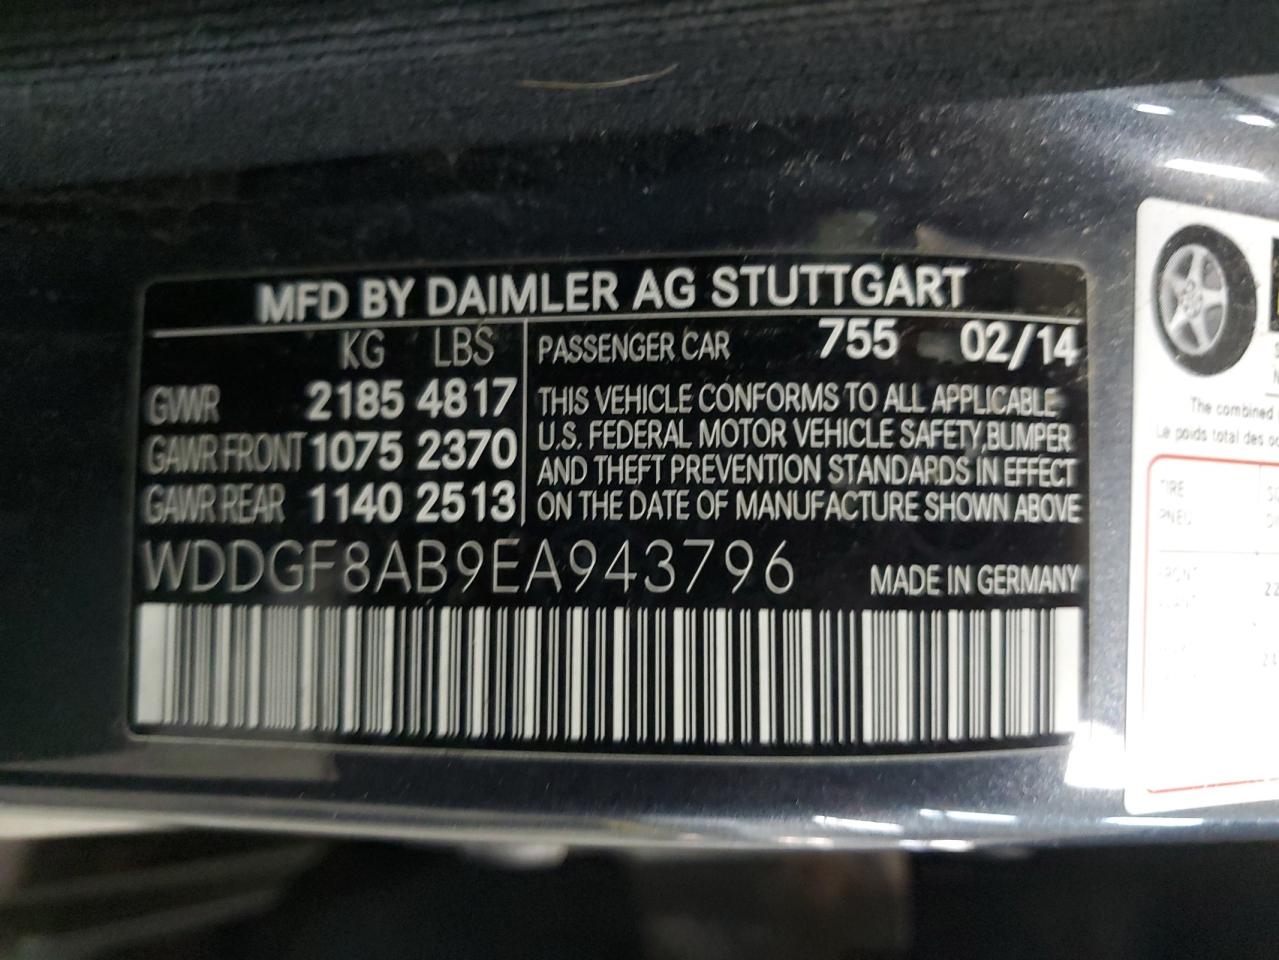 MFD BY DAIMLER AG STUTTGART
KG LBS
GVWR 2185 4817
GAWR FRONT 1075 2370
GAWR REAR 1140 2513
PASSENGER CAR 755 02/14
THIS VEHICLE CONFORMS TO ALL APPLICABLE
U.S. FEDERAL MOTOR VEHICLE SAFETY, BUMPER
AND THEFT PREVENTION STANDARDS IN EFFECT
ON THE DATE OF MANUFACTURE SHOWN ABOVE
WDDGF8AB9EA943796 MADE IN GERMANY
The combined
Le poids total des
TIRE
PNEU